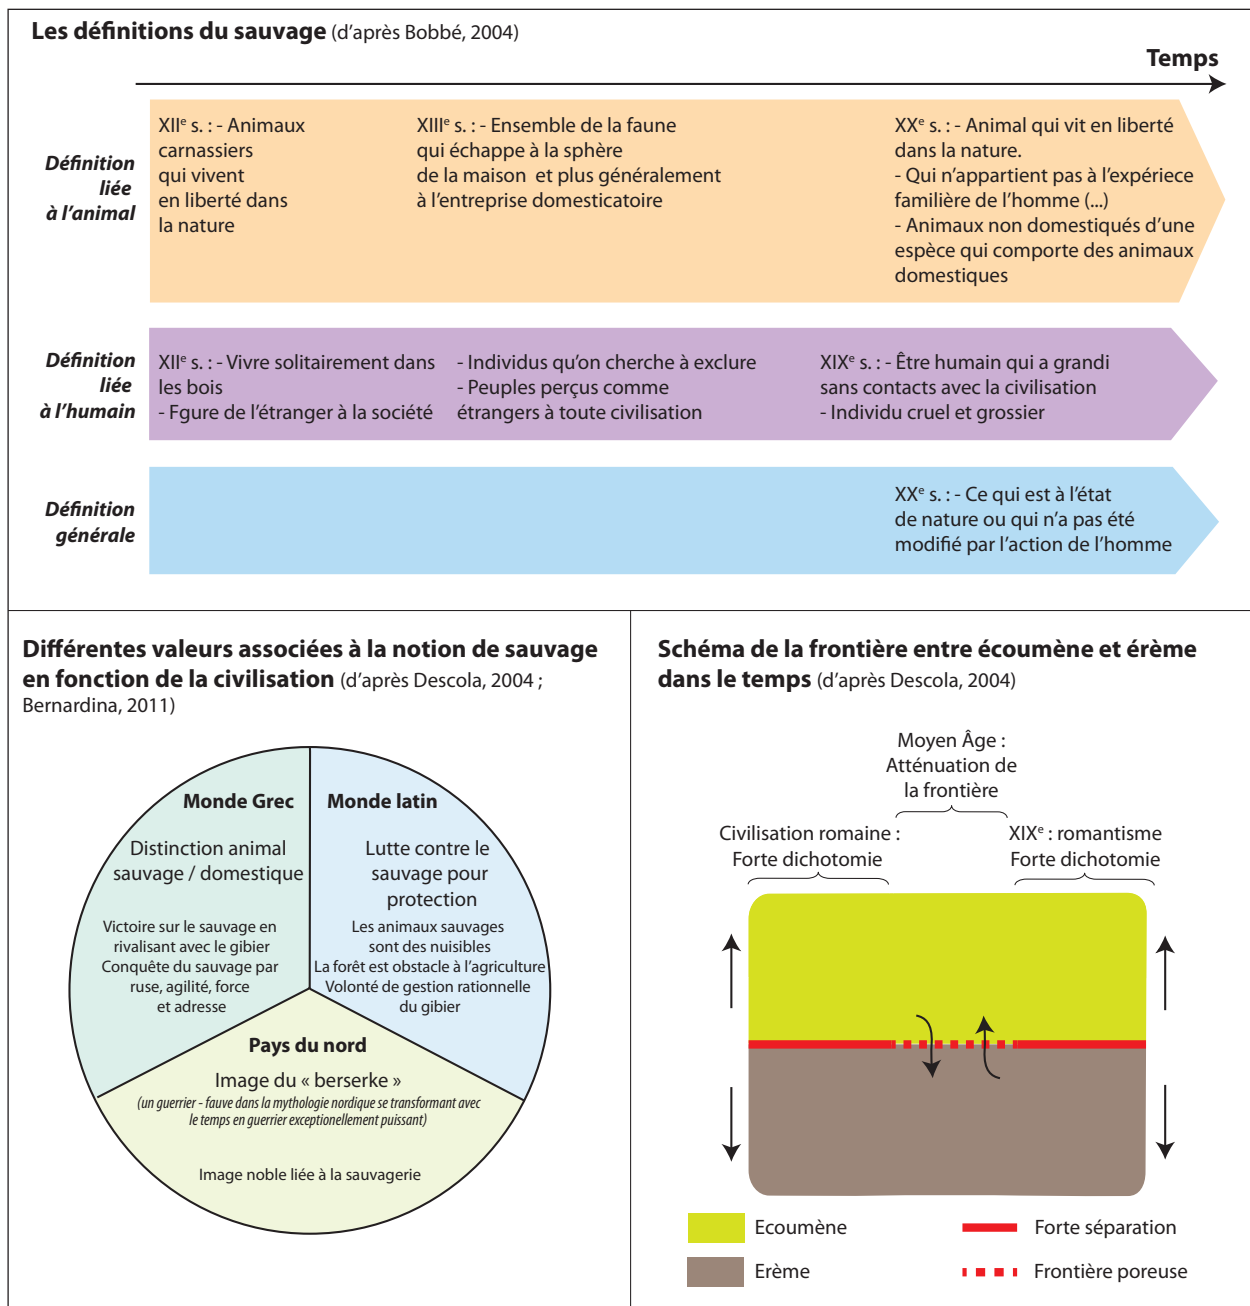 Les définitions du sauvage (d'après Bobbé, 2004)
Temps
Définition
liée
à l'animal
XIIe s. : - Animaux
carnassiers
qui vivent
en liberté dans
la nature
XIIIe s. : - Ensemble de la faune
qui échappe à la sphère
de la maison et plus généralement
à l'entreprise domesticatoire
XXe s. : - Animal qui vit en liberté
dans la nature.
- Qui n'appartient pas à l'expériece
familière de l'homme (...)
- Animaux non domestiqués d'une
espèce qui comporte des animaux
domestiques
Définition
liée
à l'humain
XIIe s. : - Vivre solitairement dans
les bois
- Fgure de l'étranger à la société
- Individus qu'on cherche à exclure
- Peuples perçus comme
étrangers à toute civilisation
XIXe s. : - Être humain qui a grandi
sans contacts avec la civilisation
- Individu cruel et grossier
Définition
générale
XXe s. : - Ce qui est à l'état
de nature ou qui n'a pas été
modifié par l'action de l'homme
Différentes valeurs associées à la notion de sauvage
en fonction de la civilisation (d'après Descola, 2004 ;
Bernardina, 2011)
Monde Grec
Distinction animal
sauvage / domestique
Victoire sur le sauvage en
rivalisant avec le gibier
Conquête du sauvage par
ruse, agilité, force
et adresse
Monde latin
Lutte contre le
sauvage pour
protection
Les animaux sauvages
sont des nuisibles
La forêt est obstacle à l'agriculture
Volonté de gestion rationnelle
du gibier
Pays du nord
Image du « berserke »
(un guerrier - fauve dans la mythologie nordique se transformant avec
le temps en guerrier exceptionellement puissant)
Image noble liée à la sauvagerie
Schéma de la frontière entre écoumène et érème
dans le temps (d'après Descola, 2004)
Moyen Âge :
Atténuation de
la frontière
Civilisation romaine :
Forte dichotomie
XIXe : romantisme
Forte dichotomie
Ecoumène
Forte séparation
Erème
Frontière poreuse